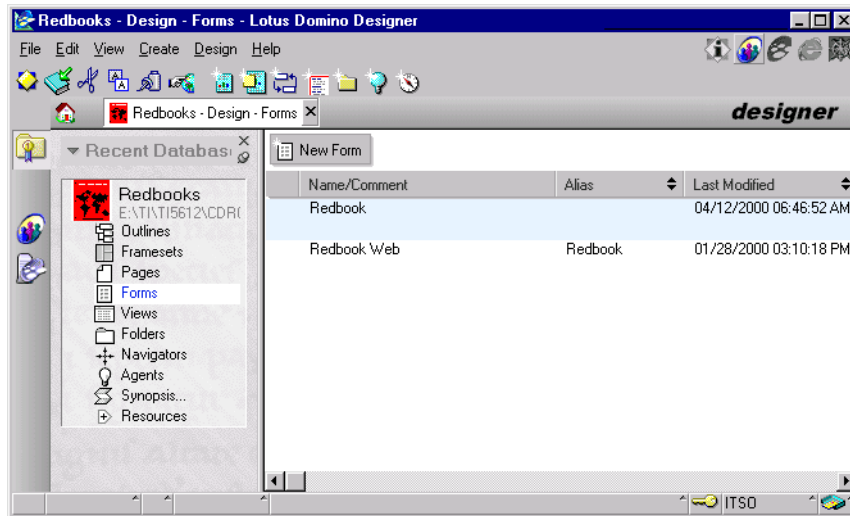 Redbooks - Design - Forms - Lotus Domino Designer
File Edit View Create Design Help
Redbooks - Design - Forms
designer
Recent Databas
New Form
Name/Comment Alias Last Modified
Redbooks
E:\TI\TI5612\CDR(
Redbook 04/12/2000 06:46:52 AM
Outlines
Framesets
Redbook Web Redbook 01/28/2000 03:10:18 PM
Pages
Forms
Views
Folders
Navigators
Agents
Synopsis...
Resources
ITSO